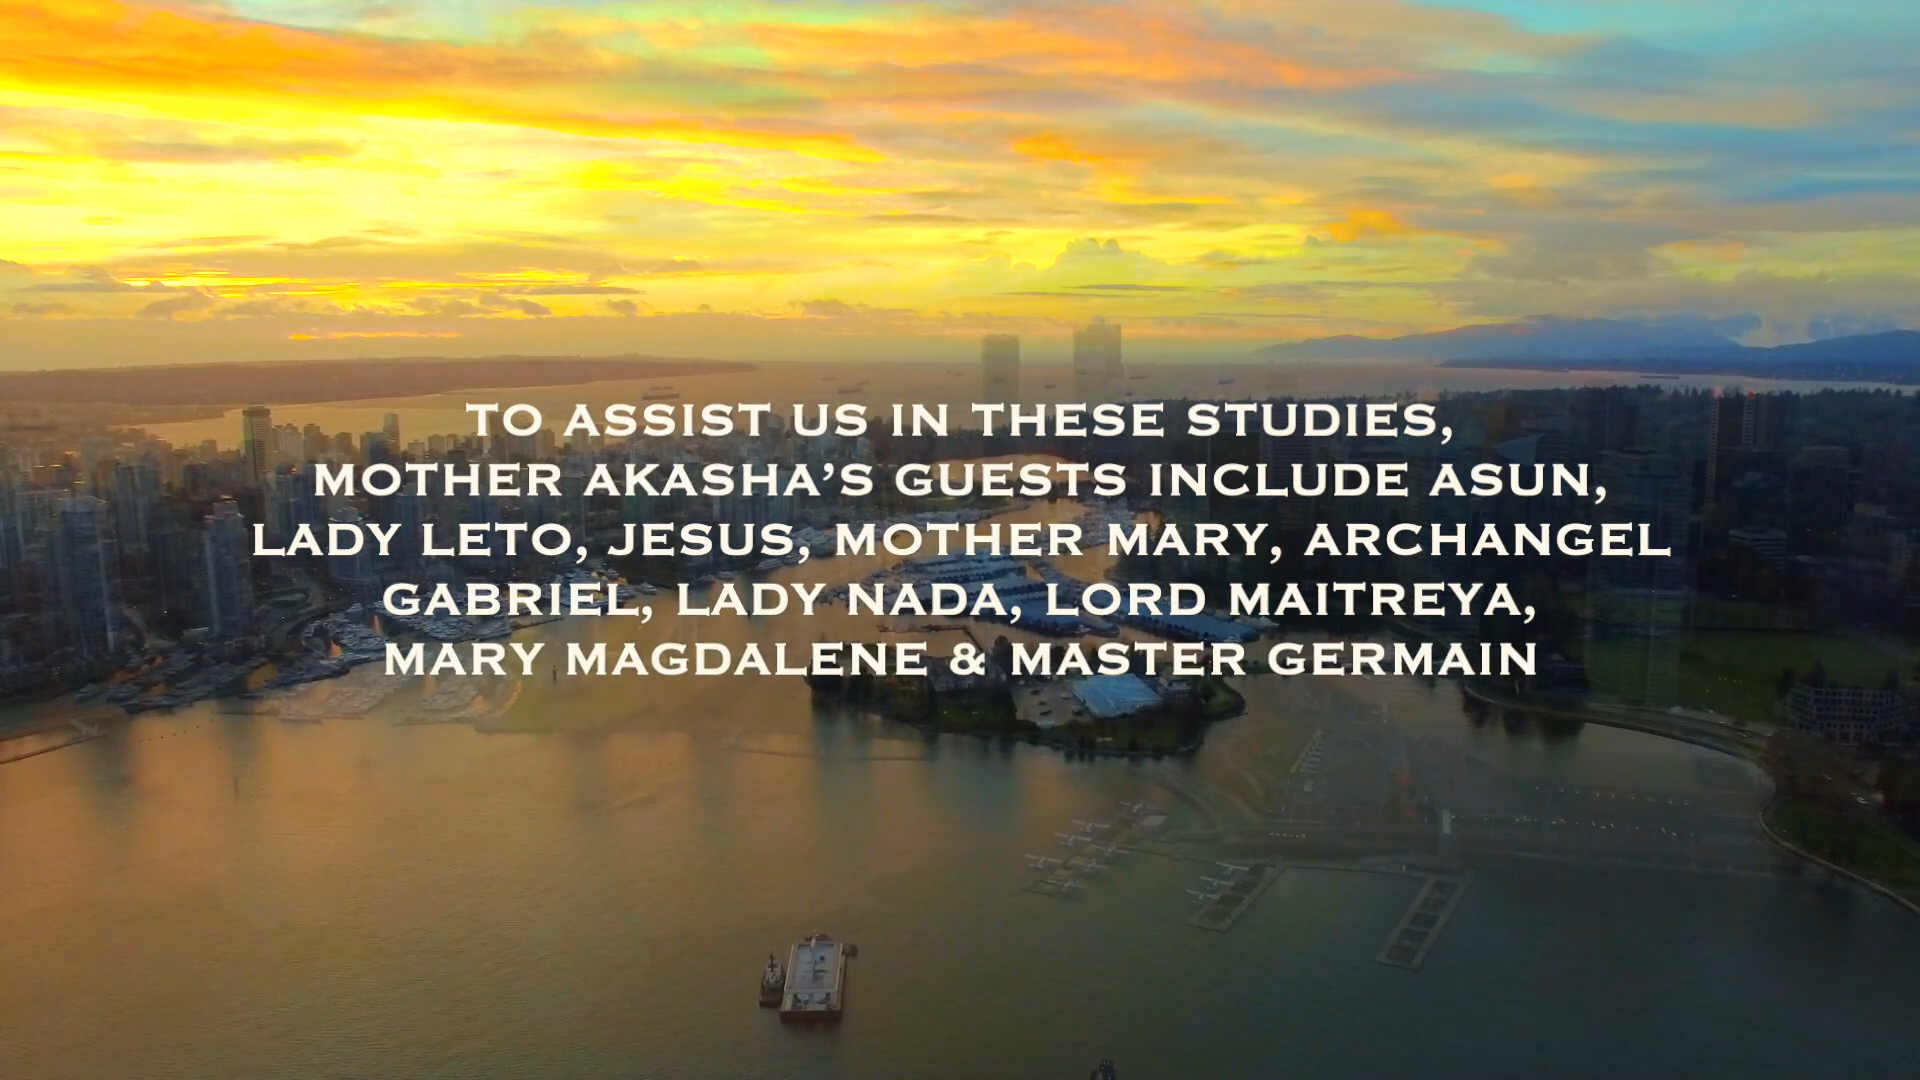 TO ASSIST US IN THESE STUDIES,
MOTHER AKASHA’S GUESTS INCLUDE ASUN,
LADY LETO, JESUS, MOTHER MARY, ARCHANGEL
GABRIEL, LADY NADA, LORD MAITREYA,
MARY MAGDALENE & MASTER GERMAIN